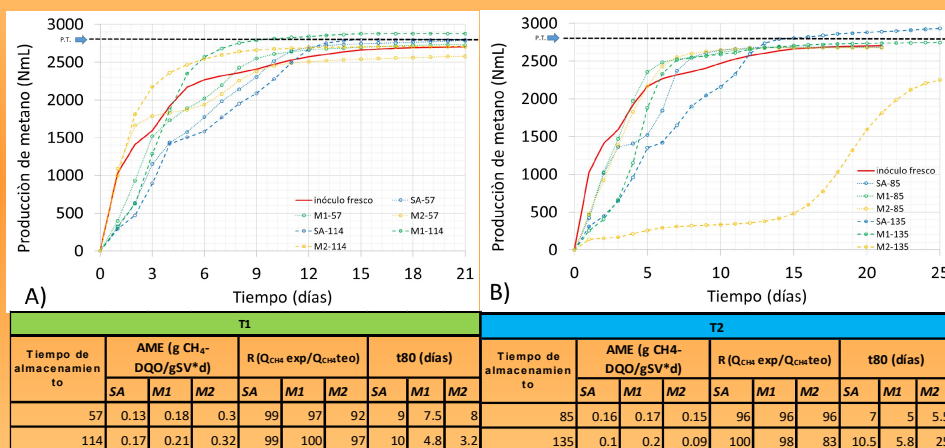 3000
2500
2000
1500
1000
500
0
P.T.
Producciòn de metano (NmL)
inóculo fresco
SA-57
M1-57
M2-57
SA-114
M1-114
M2-114
0 3 6 9 12 15 18 21
Tiempo (días)
A)
3000
2500
2000
1500
1000
500
0
P.T.
Producciòn de metano (NmL)
inóculo fresco
SA-85
M1-85
M2-85
SA-135
M1-135
M2-135
0 5 10 15 20 25
Tiempo (días)
B)
T1
Tiempo de almacenamien to
AME (g CH₄-
DQO/gSV*d)
R (QCH4 exp/QCH4teo)
t80 (días)
SA M1 M2 SA M1 M2 SA M1 M2
57 0.13 0.18 0.3 99 97 92 9 7.5 8
114 0.17 0.21 0.32 99 100 97 10 4.8 3.2
T2
Tiempo de almacenamien to
AME (g CH4-
DQO/gSV*d)
R (QCH4 exp/QCH4teo)
t80 (días)
SA M1 M2 SA M1 M2 SA M1 M2
85 0.16 0.17 0.15 96 96 96 7 5 5.5
135 0.1 0.2 0.09 100 98 83 10.5 5.8 25